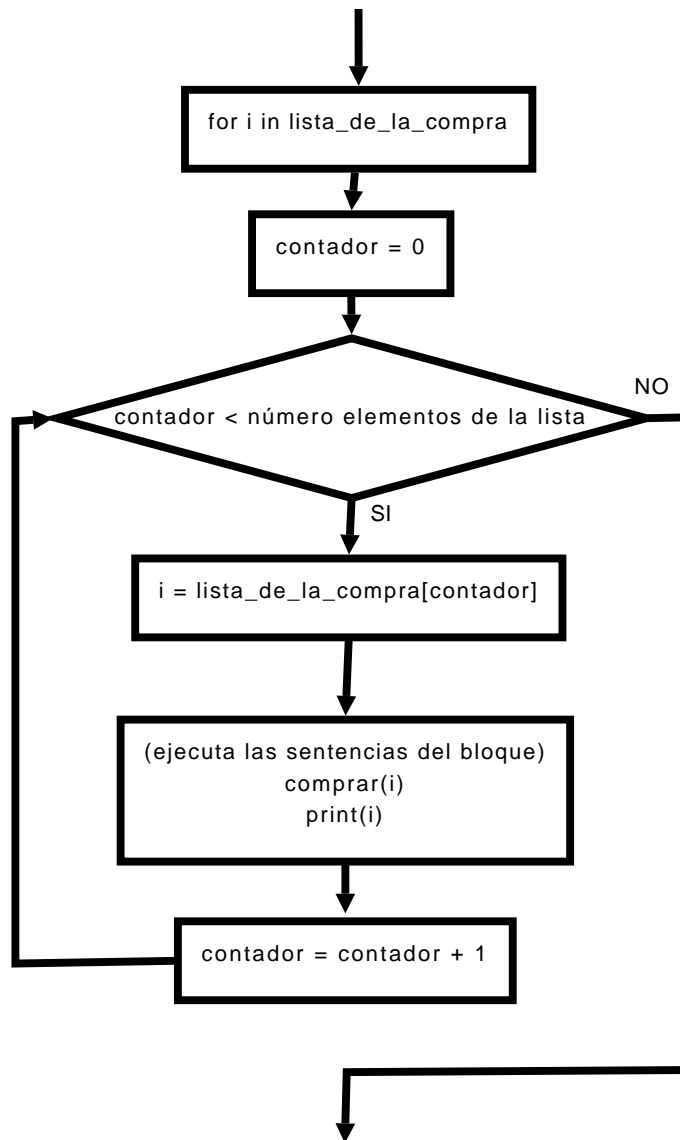 for i in lista_de_la_compra
contador = 0
NO
contador < número elementos de la lista
SI
i = lista_de_la_compra[contador]
(ejecuta las sentencias del bloque)
comprar(i)
print(i)
contador = contador + 1